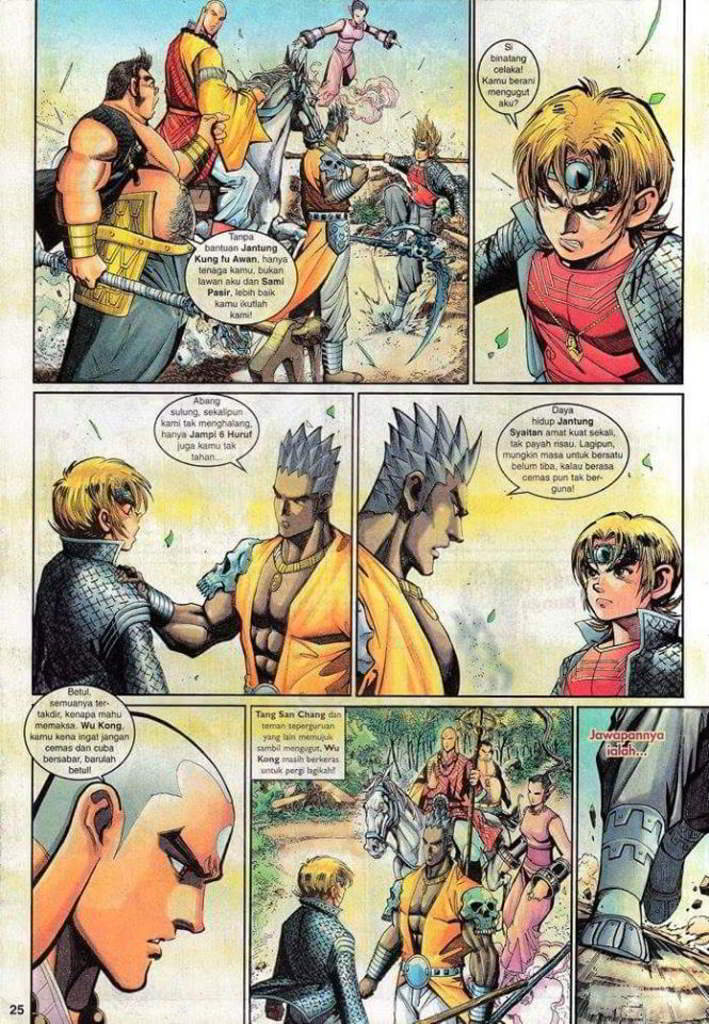 Tanpa
bantuan Jantung
Kung fu Awan, hanya
tenaga kamu, bukan
lawan aku dan Sami
Pasir, lebih baik
kamu ikutlah
kami!
Si
binatang
celaka!
Kamu berani
mengugut
aku?
Abang
sulung, sekalipun
kami tak menghalang,
hanya Jampi 6 Huruf
juga kamu tak
tahan...
Daya
hidup Jantung
Syaitan amat kuat sekali,
tak payah risau. Lagipun,
mungkin masa untuk bersatu
belum tiba, kalau berasa
cemas pun tak ber-
guna!
Betul,
semuanya ter-
takdir, kenapa mahu
memaksa. Wu Kong,
kamu kena ingat jangan
cemas dan cuba
bersabar, barulah
betul!
Tang San Chang dan
teman seperguruan
yang lain memujuk
sambil mengugut, Wu
Kong masih berkeras
untuk pergi lagikah?
Jawapannya
ialah...
25